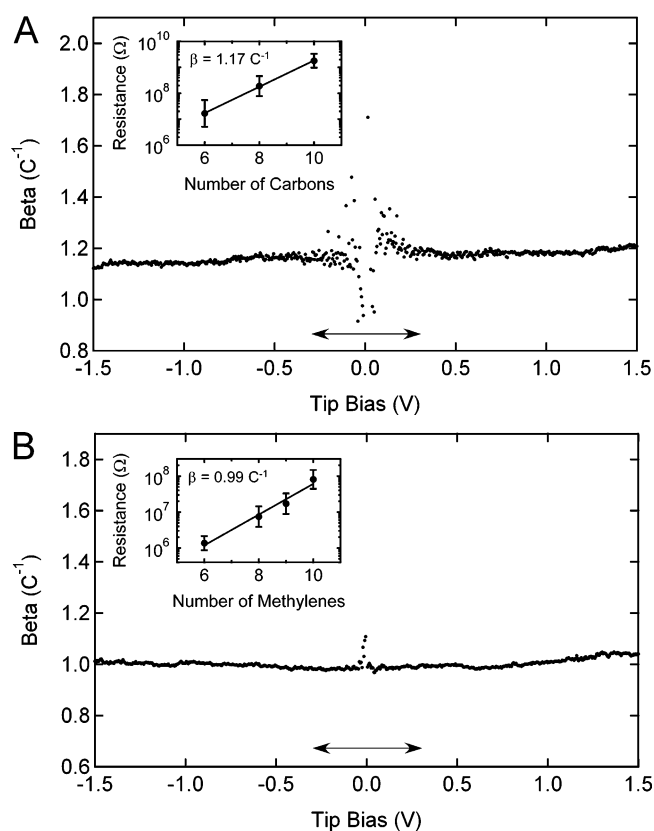 A
2.0
1.8
1.6
1.4
1.2
1.0
0.8
Beta (C⁻¹)
-1.5 -1.0 -0.5 0.0 0.5 1.0 1.5
Tip Bias (V)
10¹⁰
10⁸
10⁶
Resistance (Ω)
β = 1.17 C⁻¹
6 8 10
Number of Carbons
B
1.8
1.6
1.4
1.2
1.0
0.8
0.6
Beta (C⁻¹)
-1.5 -1.0 -0.5 0.0 0.5 1.0 1.5
Tip Bias (V)
10⁸
10⁷
10⁶
Resistance (Ω)
β = 0.99 C⁻¹
6 8 10
Number of Methylenes